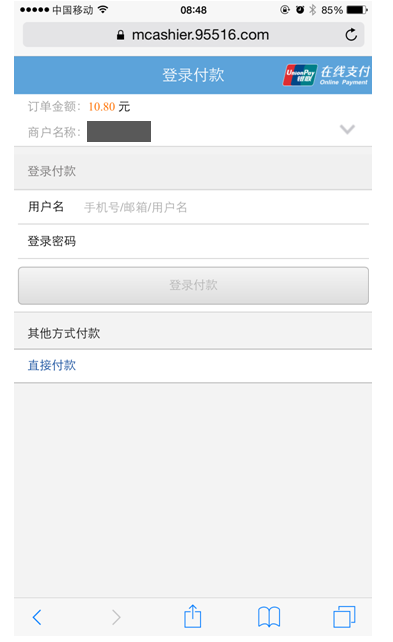 中国移动 08:48 85%
mcashier.95516.com
登录付款 UnionPay 银联 在线支付 Online Payment
订单金额：10.80 元
商户名称：
登录付款
用户名 手机号/邮箱/用户名
登录密码
登录付款
其他方式付款
直接付款